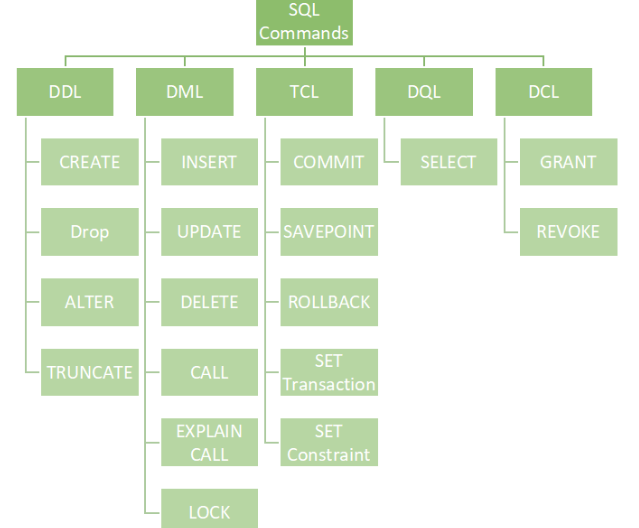 SQL
Commands
DDL
DML
TCL
DQL
DCL
CREATE
INSERT
COMMIT
SELECT
GRANT
Drop
UPDATE
SAVEPOINT
REVOKE
ALTER
DELETE
ROLLBACK
TRUNCATE
CALL
SET
Transaction
EXPLAIN
CALL
SET
Constraint
LOCK